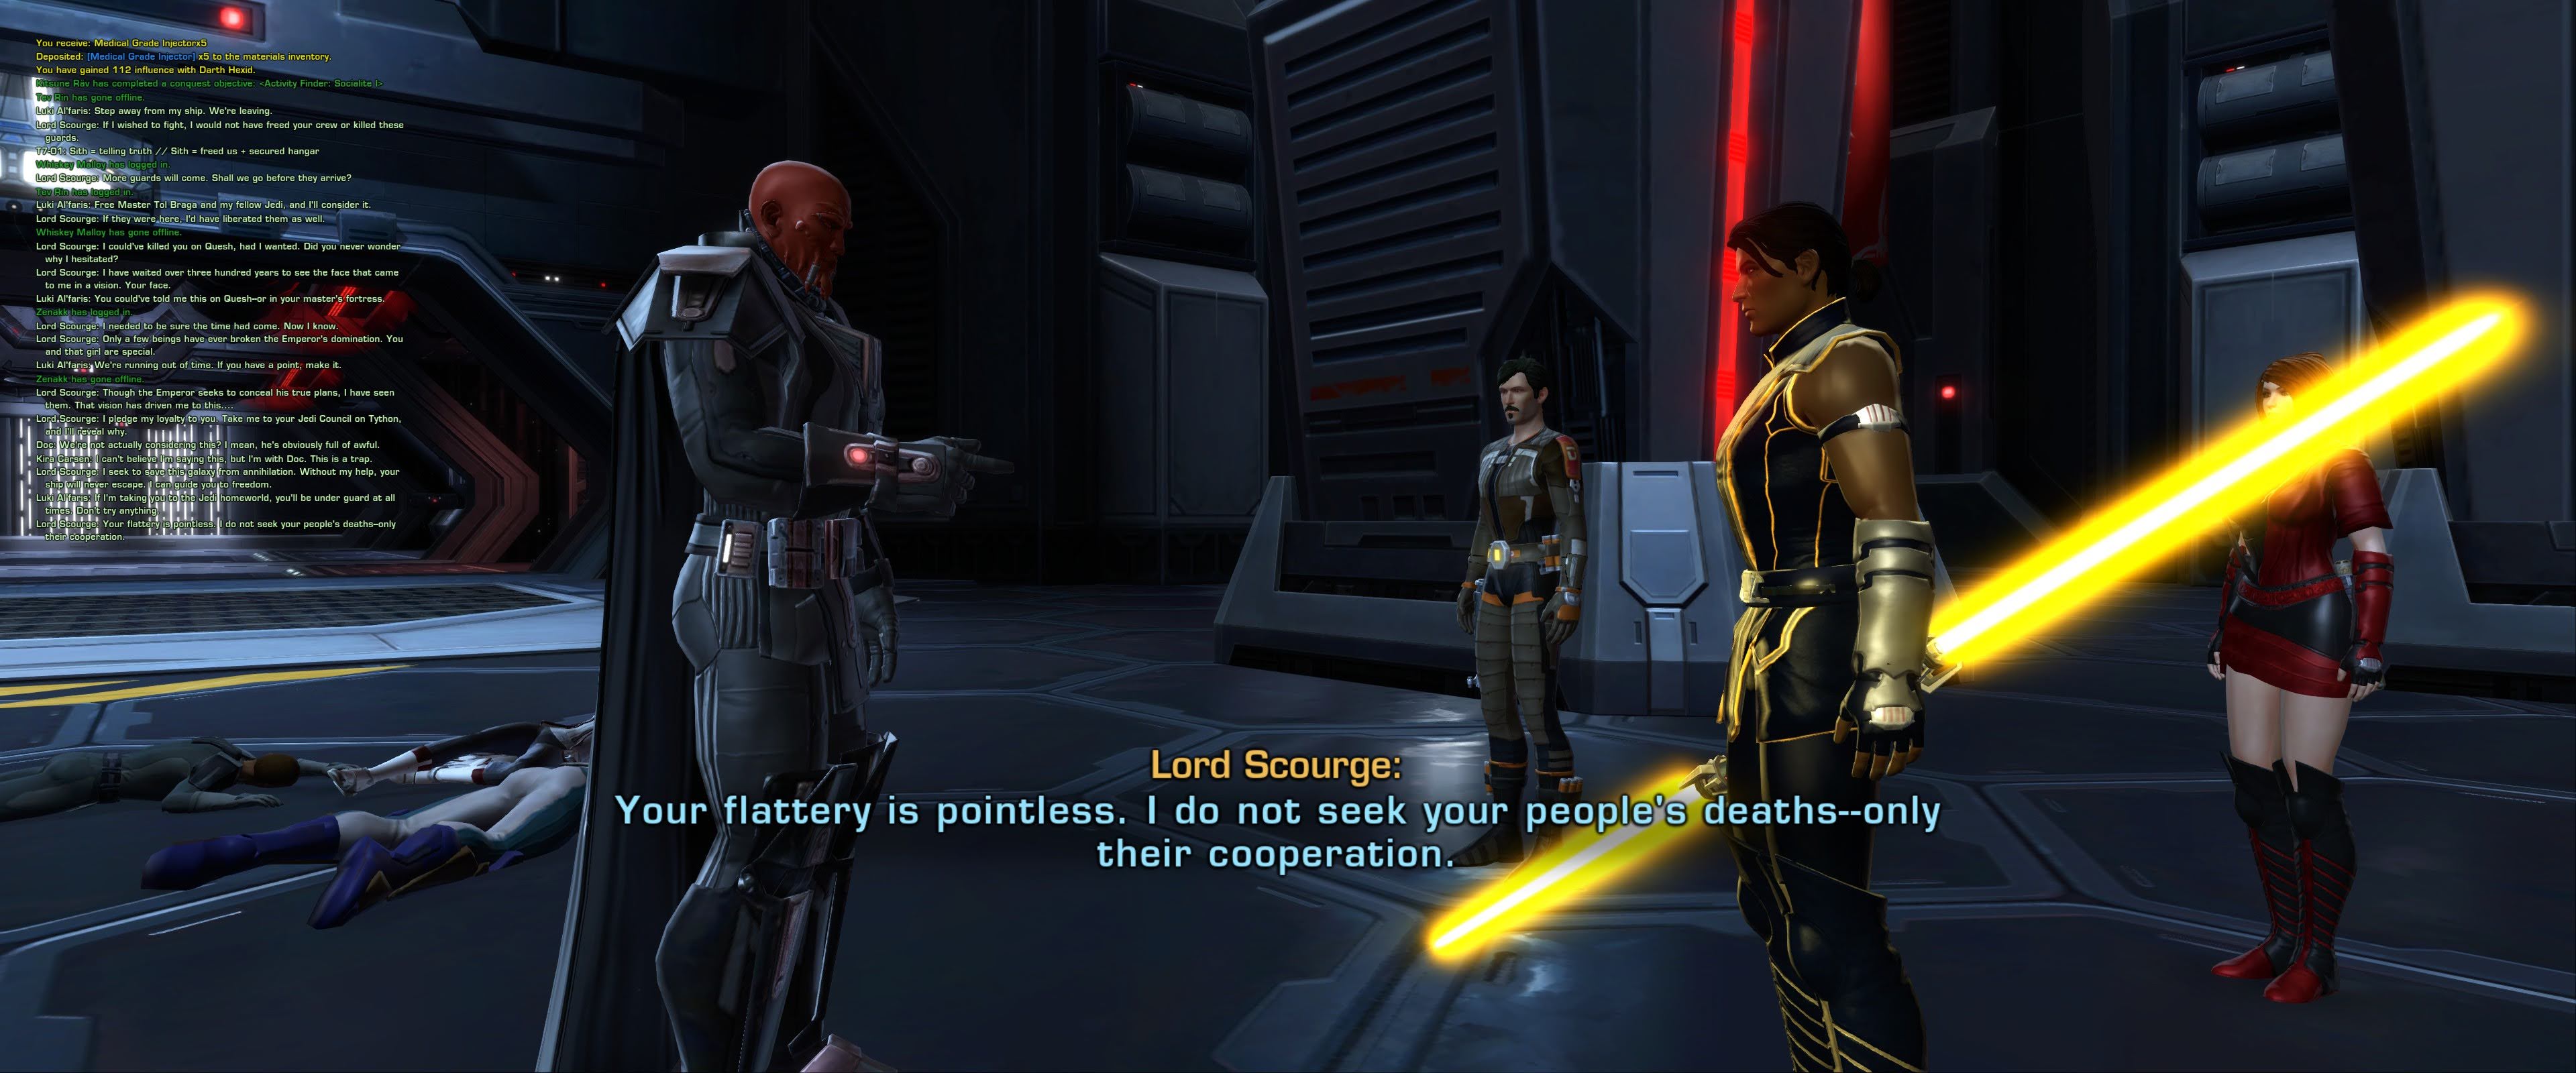 You receive: Medical Grade Injectorx5
Deposited: [Medical Grade Injector] x5 to the materials inventory.
You have gained 112 influence with Darth Hexid.
Kitsune Rav has completed a conquest objective: <Activity Finder: Socialite I>
Tev Rin has gone offline.
Luki Al'faris: Step away from my ship. We're leaving.
Lord Scourge: If I wished to fight, I would not have freed your crew or killed these
guards.
T7-01: Sith = telling truth // Sith = freed us + secured hangar
Whiskey Malloy has logged in.
Lord Scourge: More guards will come. Shall we go before they arrive?
Tev Rin has logged in.
Luki Al'faris: Free Master Tol Braga and my fellow Jedi, and I'll consider it.
Lord Scourge: If they were here, I'd have liberated them as well.
Whiskey Malloy has gone offline.
Lord Scourge: I could've killed you on Quesh, had I wanted. Did you never wonder
why I hesitated?
Lord Scourge: I have waited over three hundred years to see the face that came
to me in a vision. Your face.
Luki Al'faris: You could've told me this on Quesh--or in your master's fortress.
Zenakk has logged in.
Lord Scourge: I needed to be sure the time had come. Now I know.
Lord Scourge: Only a few beings have ever broken the Emperor's domination. You
and that girl are special.
Luki Al'faris: We're running out of time. If you have a point, make it.
Zenakk has gone offline.
Lord Scourge: Though the Emperor seeks to conceal his true plans, I have seen
them. That vision has driven me to this....
Lord Scourge: I pledge my loyalty to you. Take me to your Jedi Council on Tython,
and I'll reveal why.
Doc: We're not actually considering this? I mean, he's obviously full of awful.
Kira Carsen: I can't believe I'm saying this, but I'm with Doc. This is a trap.
Lord Scourge: I seek to save this galaxy from annihilation. Without my help, your
ship will never escape. I can guide you to freedom.
Luki Al'faris: If I'm taking you to the Jedi homeworld, you'll be under guard at all
times. Don't try anything.
Lord Scourge: Your flattery is pointless. I do not seek your people's deaths--only
their cooperation.
Lord Scourge:
Your flattery is pointless. I do not seek your people's deaths--only
their cooperation.